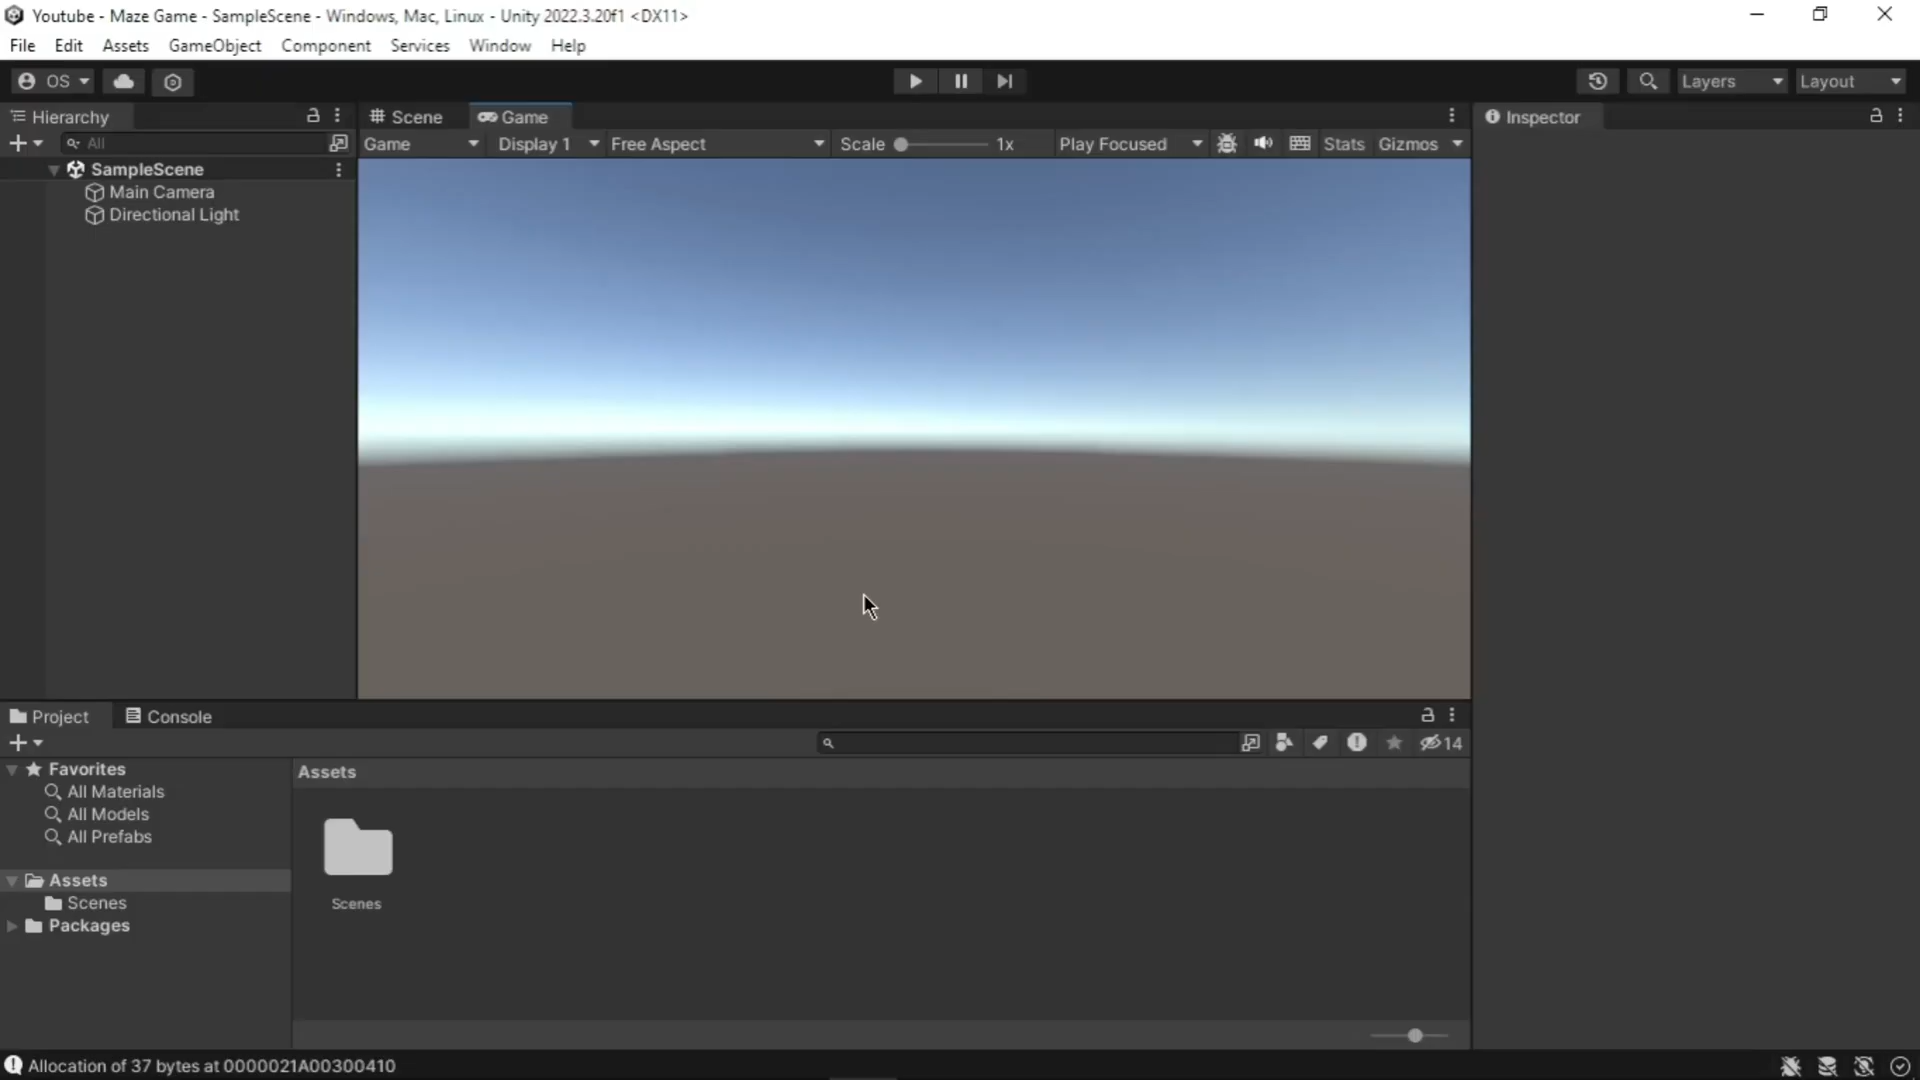 Youtube - Maze Game - SampleScene - Windows, Mac, Linux - Unity 2022.3.20f1 <DX11>
File Edit Assets GameObject Component Services Window Help
OS Layers Layout
Hierarchy Scene Game Inspector
All Game Display 1 Free Aspect Scale 1x Play Focused Stats Gizmos
SampleScene
Main Camera
Directional Light
Project Console
14
Favorites
Assets
All Materials
All Models
All Prefabs
Assets
Scenes
Scenes
Packages
Allocation of 37 bytes at 0000021A00300410